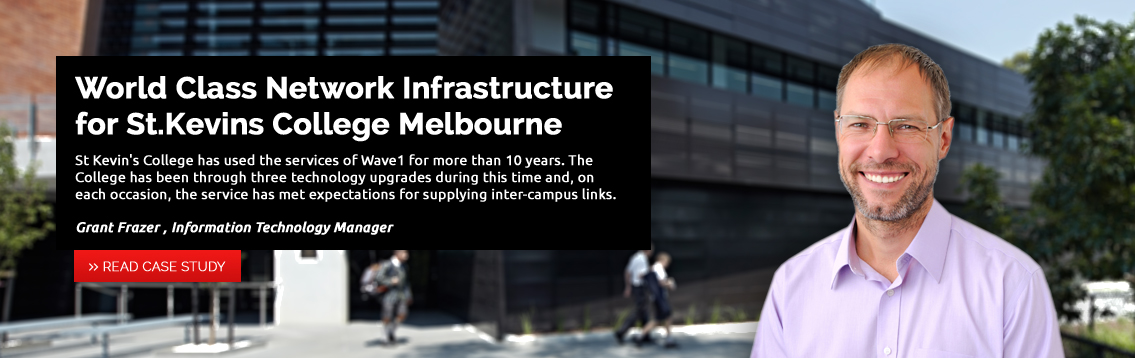 World Class Network Infrastructure
for St.Kevins College Melbourne
St Kevin's College has used the services of Wave1 for more than 10 years. The
College has been through three technology upgrades during this time and, on
each occasion, the service has met expectations for supplying inter-campus links.
Grant Frazer , Information Technology Manager
›› READ CASE STUDY